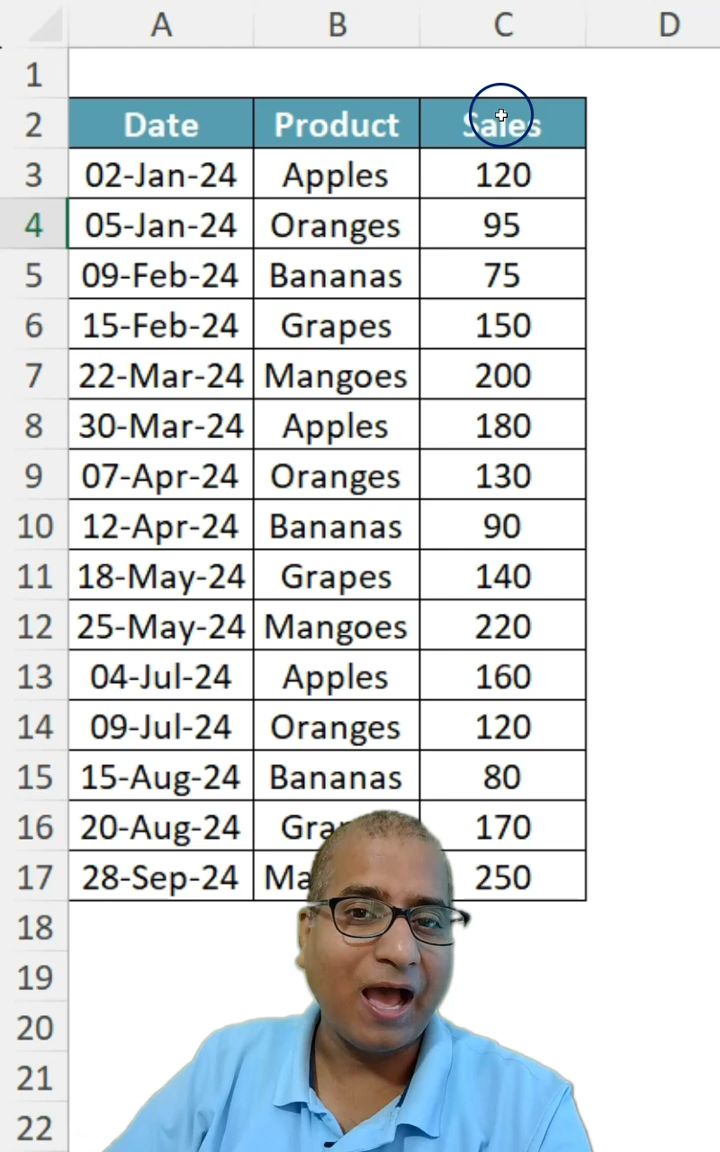 A B C D
1
2 Date Product Sales
3 02-Jan-24 Apples 120
4 05-Jan-24 Oranges 95
5 09-Feb-24 Bananas 75
6 15-Feb-24 Grapes 150
7 22-Mar-24 Mangoes 200
8 30-Mar-24 Apples 180
9 07-Apr-24 Oranges 130
10 12-Apr-24 Bananas 90
11 18-May-24 Grapes 140
12 25-May-24 Mangoes 220
13 04-Jul-24 Apples 160
14 09-Jul-24 Oranges 120
15 15-Aug-24 Bananas 80
16 20-Aug-24 Gra 170
17 28-Sep-24 Ma 250
18
19
20
21
22